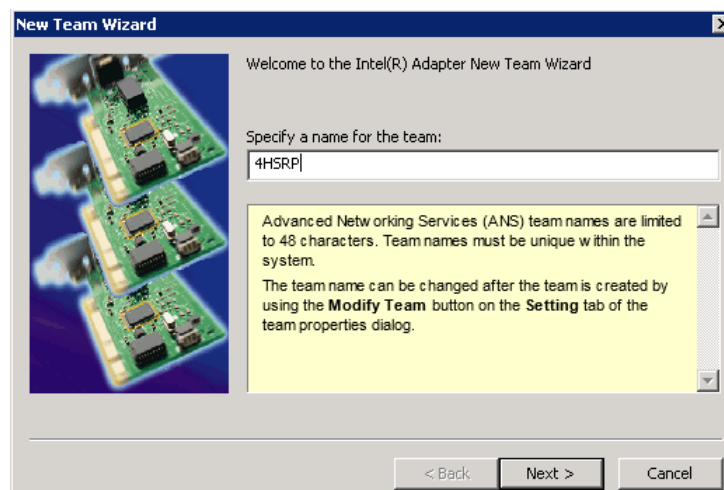 New Team Wizard
Welcome to the Intel(R) Adapter New Team Wizard
Specify a name for the team:
4HSRP
Advanced Networking Services (ANS) team names are limited
to 48 characters. Team names must be unique within the
system.
The team name can be changed after the team is created by
using the Modify Team button on the Setting tab of the
team properties dialog.
< Back
Next >
Cancel